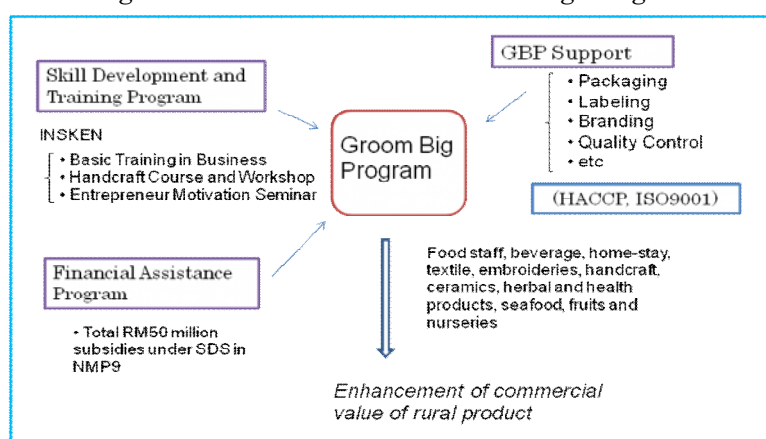 Skill Development and
Training Program
INSKEN
• Basic Training in Business
• Handcraft Course and Workshop
• Entrepreneur Motivation Seminar
Financial Assistance
Program
• Total RM50 million
subsidies under SDS in
NMP9
Groom Big
Program
GBP Support
• Packaging
• Labeling
• Branding
• Quality Control
• etc
(HACCP, ISO9001)
Food staff, beverage, home-stay,
textile, embroideries, handcraft,
ceramics, herbal and health
products, seafood, fruits and
nurseries
Enhancement of commercial
value of rural product